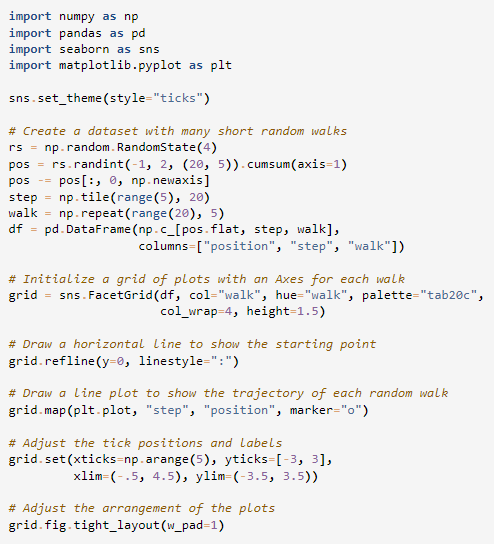 import numpy as np
import pandas as pd
import seaborn as sns
import matplotlib.pyplot as plt
sns.set_theme(style="ticks")
# Create a dataset with many short random walks
rs = np.random.RandomState(4)
pos = rs.randint(-1, 2, (20, 5)).cumsum(axis=1)
pos -= pos[:, 0, np.newaxis]
step = np.tile(range(5), 20)
walk = np.repeat(range(20), 5)
df = pd.DataFrame(np.c_[pos.flat, step, walk],
                  columns=["position", "step", "walk"])
# Initialize a grid of plots with an Axes for each walk
grid = sns.FacetGrid(df, col="walk", hue="walk", palette="tab20c",
                     col_wrap=4, height=1.5)
# Draw a horizontal line to show the starting point
grid.refline(y=0, linestyle=":")
# Draw a line plot to show the trajectory of each random walk
grid.map(plt.plot, "step", "position", marker="o")
# Adjust the tick positions and labels
grid.set(xticks=np.arange(5), yticks=[-3, 3],
         xlim=(-.5, 4.5), ylim=(-3.5, 3.5))
# Adjust the arrangement of the plots
grid.fig.tight_layout(w_pad=1)